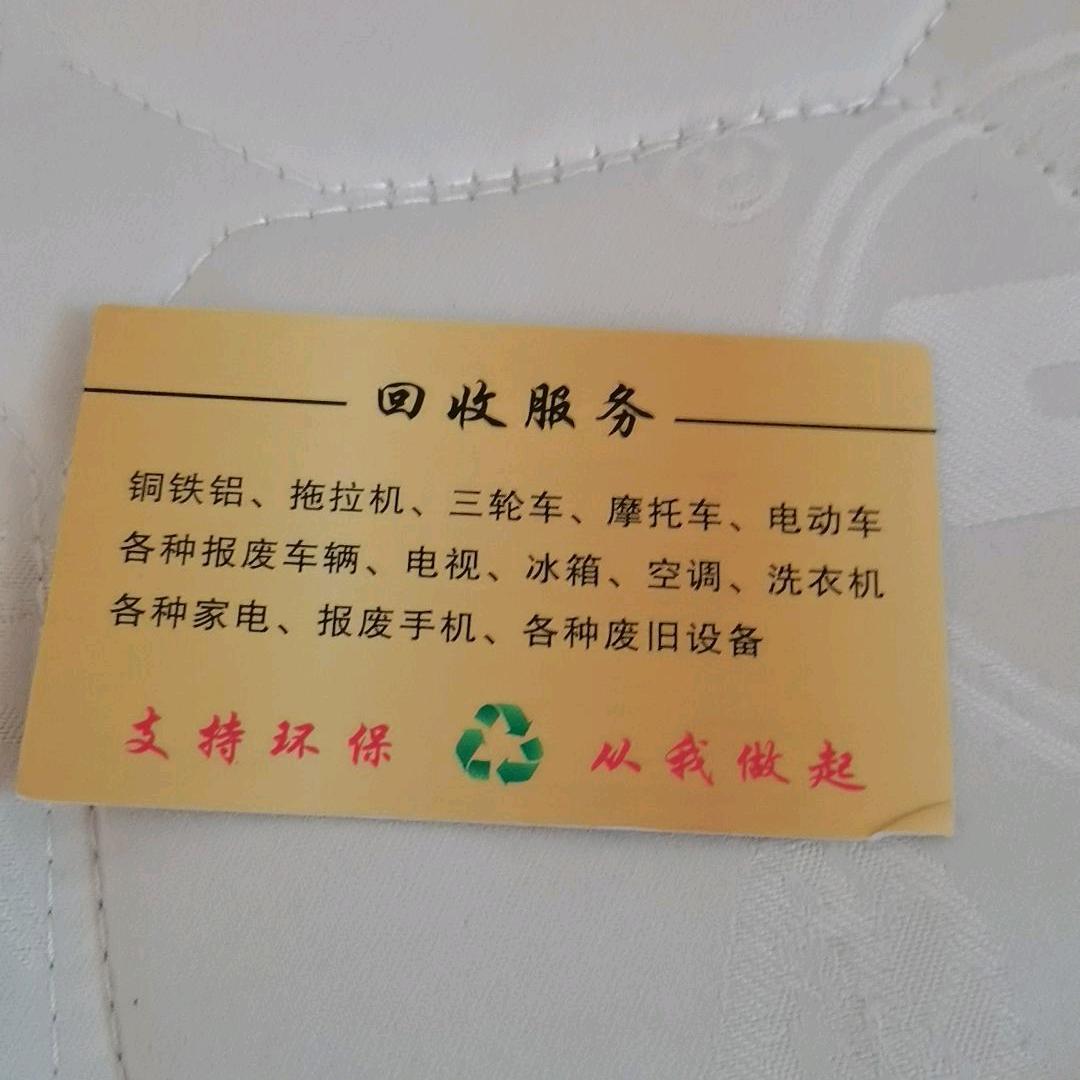 回收服务
铜铁铝、拖拉机、三轮车、摩托车、电动车
各种报废车辆、电视、冰箱、空调、洗衣机
各种家电、报废手机、各种废旧设备
支持环保 从我做起